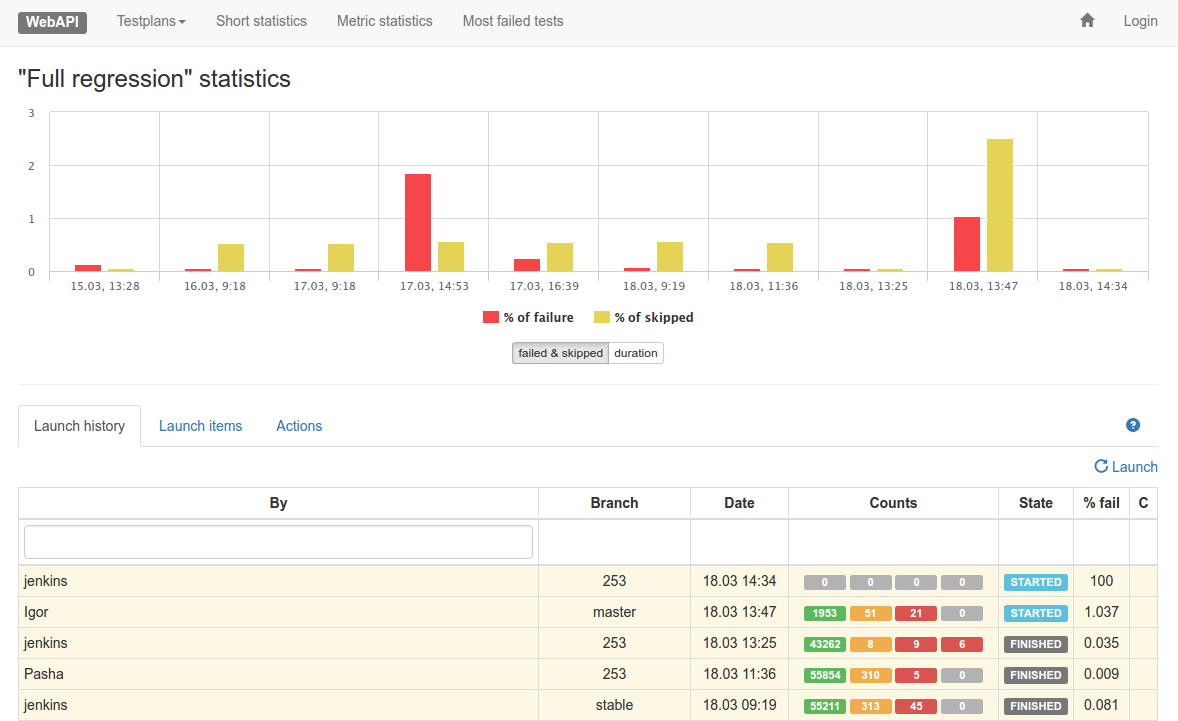 WebAPI Testplans Short statistics Metric statistics Most failed tests Login
"Full regression" statistics
3
2
1
0
15.03, 13:28 16.03, 9:18 17.03, 9:18 17.03, 14:53 17.03, 16:39 18.03, 9:19 18.03, 11:36 18.03, 13:25 18.03, 13:47 18.03, 14:34
% of failure % of skipped
failed & skipped duration
Launch history Launch items Actions ?
Launch
By Branch Date Counts State % fail C
jenkins 253 18.03 14:34 0 0 0 0 STARTED 100
Igor master 18.03 13:47 1953 51 21 0 STARTED 1.037
jenkins 253 18.03 13:25 43262 8 9 6 FINISHED 0.035
Pasha 253 18.03 11:36 55854 310 5 0 FINISHED 0.009
jenkins stable 18.03 09:19 55211 313 45 0 FINISHED 0.081